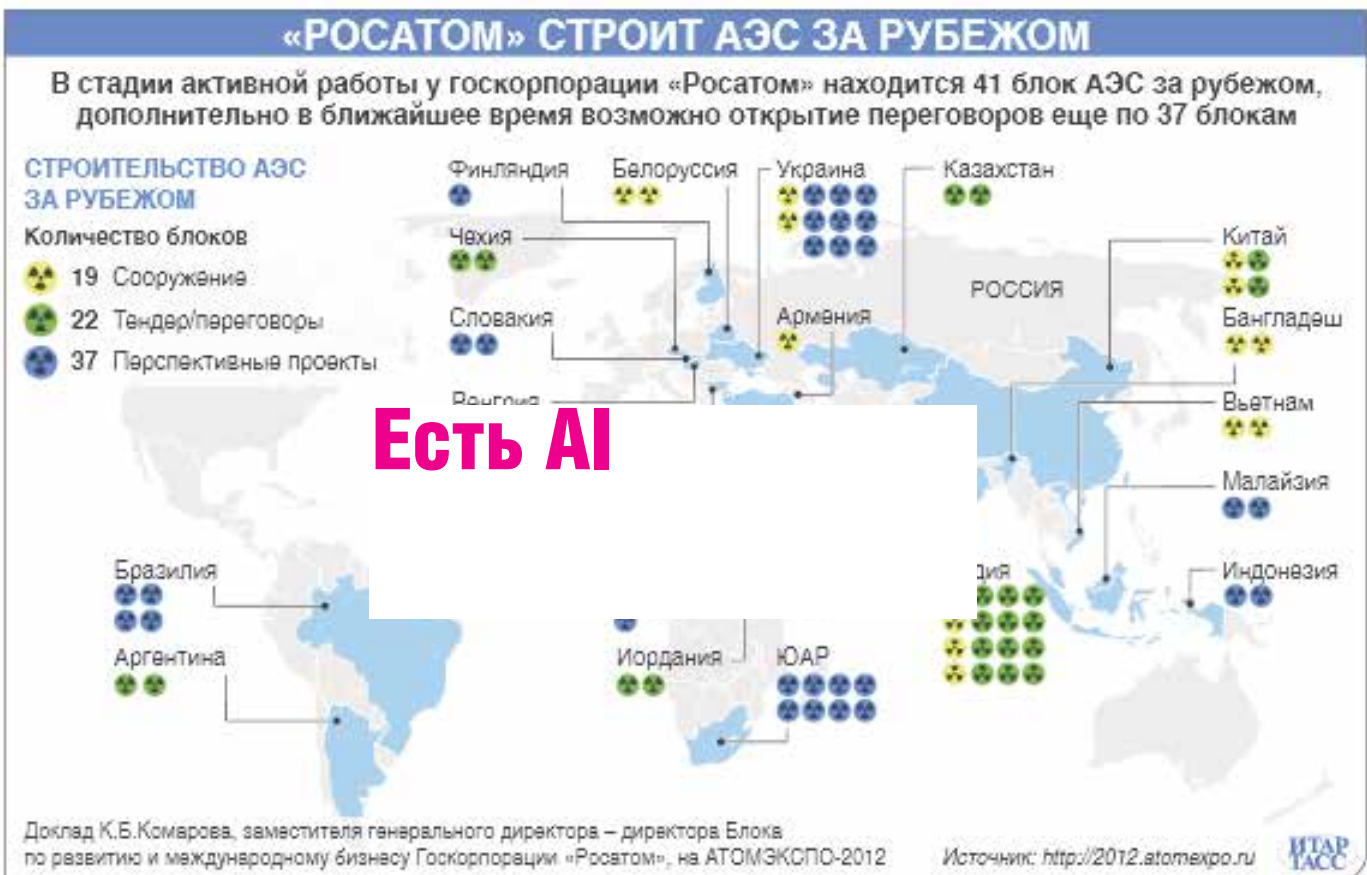 «РОСАТОМ» СТРОИТ АЭС ЗА РУБЕЖОМ
В стадии активной работы у госкорпорации «Росатом» находится 41 блок АЭС за рубежом,
дополнительно в ближайшее время возможно открытие переговоров еще по 37 блокам
СТРОИТЕЛЬСТВО АЭС
ЗА РУБЕЖОМ
Количество блоков
19 Сооружение
22 Тендер/переговоры
37 Перспективные проекты
Финляндия
Белоруссия
Украина
Казахстан
Чехия
Китай
РОССИЯ
Словакия
Армения
Бангладеш
Венгрия
Вьетнам
Есть AI
Малайзия
Бразилия
дия
Индонезия
Аргентина
Иордания
ЮАР
Доклад К.Б.Комарова, заместителя генерального директора – директора Блока
по развитию и международному бизнесу Госкорпорации «Росатом», на АТОМЭКСПО-2012
Источник: http://2012.atomexpo.ru
ИТАР
ТАСС